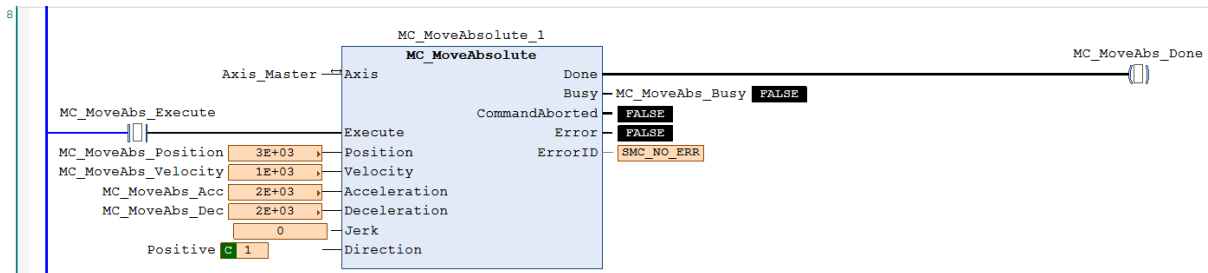 8
MC_MoveAbsolute_1
MC_MoveAbsolute
MC_MoveAbs_Done
Axis_Master Axis Done
Busy MC_MoveAbs_Busy FALSE
MC_MoveAbs_Execute CommandAborted FALSE
Execute Error FALSE
MC_MoveAbs_Position 3E+03 Position ErrorID SMC_NO_ERR
MC_MoveAbs_Velocity 1E+03 Velocity
MC_MoveAbs_Acc 2E+03 Acceleration
MC_MoveAbs_Dec 2E+03 Deceleration
0 Jerk
Positive C 1 Direction